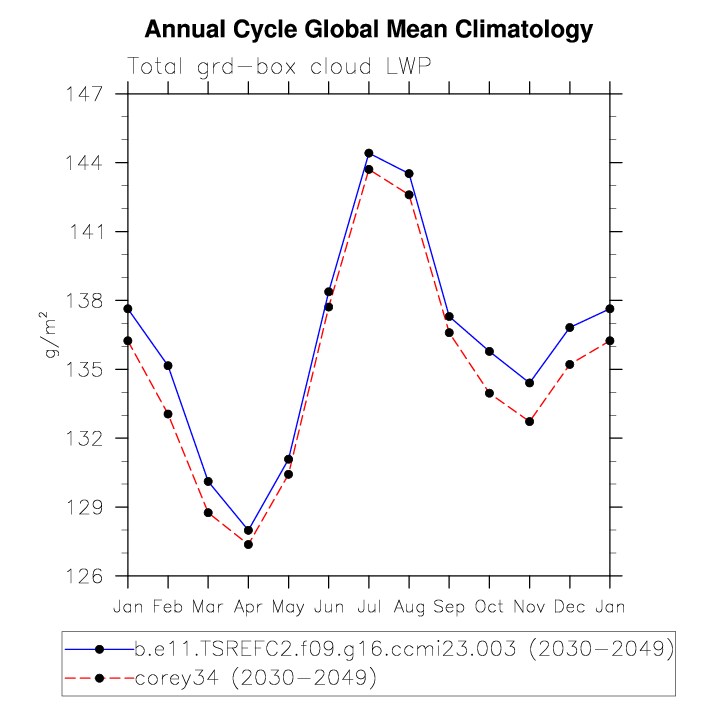 Annual Cycle Global Mean Climatology
Total grd-box cloud LWP
147
144
141
138
135
132
129
126
g/m²
Jan Feb Mar Apr May Jun Jul Aug Sep Oct Nov Dec Jan
b.e11.TSREFC2.f09.g16.ccmi23.003 (2030-2049)
corey34 (2030-2049)